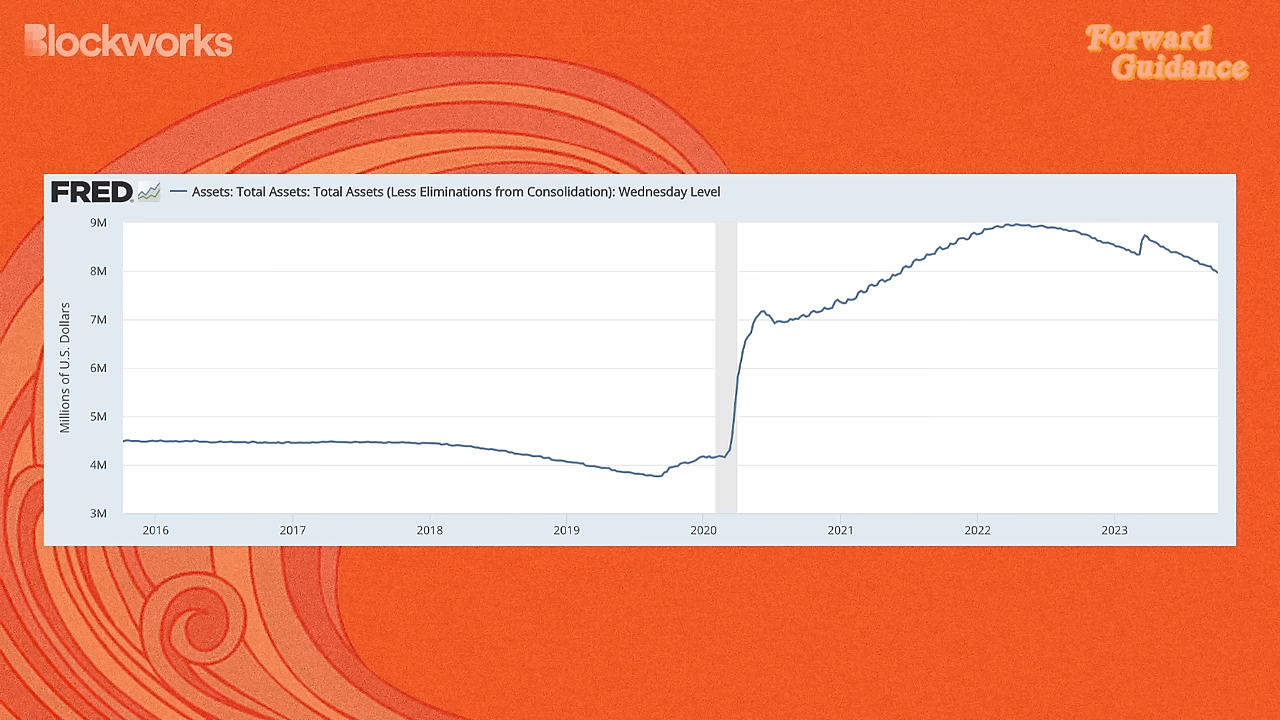 Blockworks
Forward
Guidance
FRED
Assets: Total Assets: Total Assets (Less Eliminations from Consolidation): Wednesday Level
Millions of U.S. Dollars
9M
8M
7M
6M
5M
4M
3M
2016 2017 2018 2019 2020 2021 2022 2023